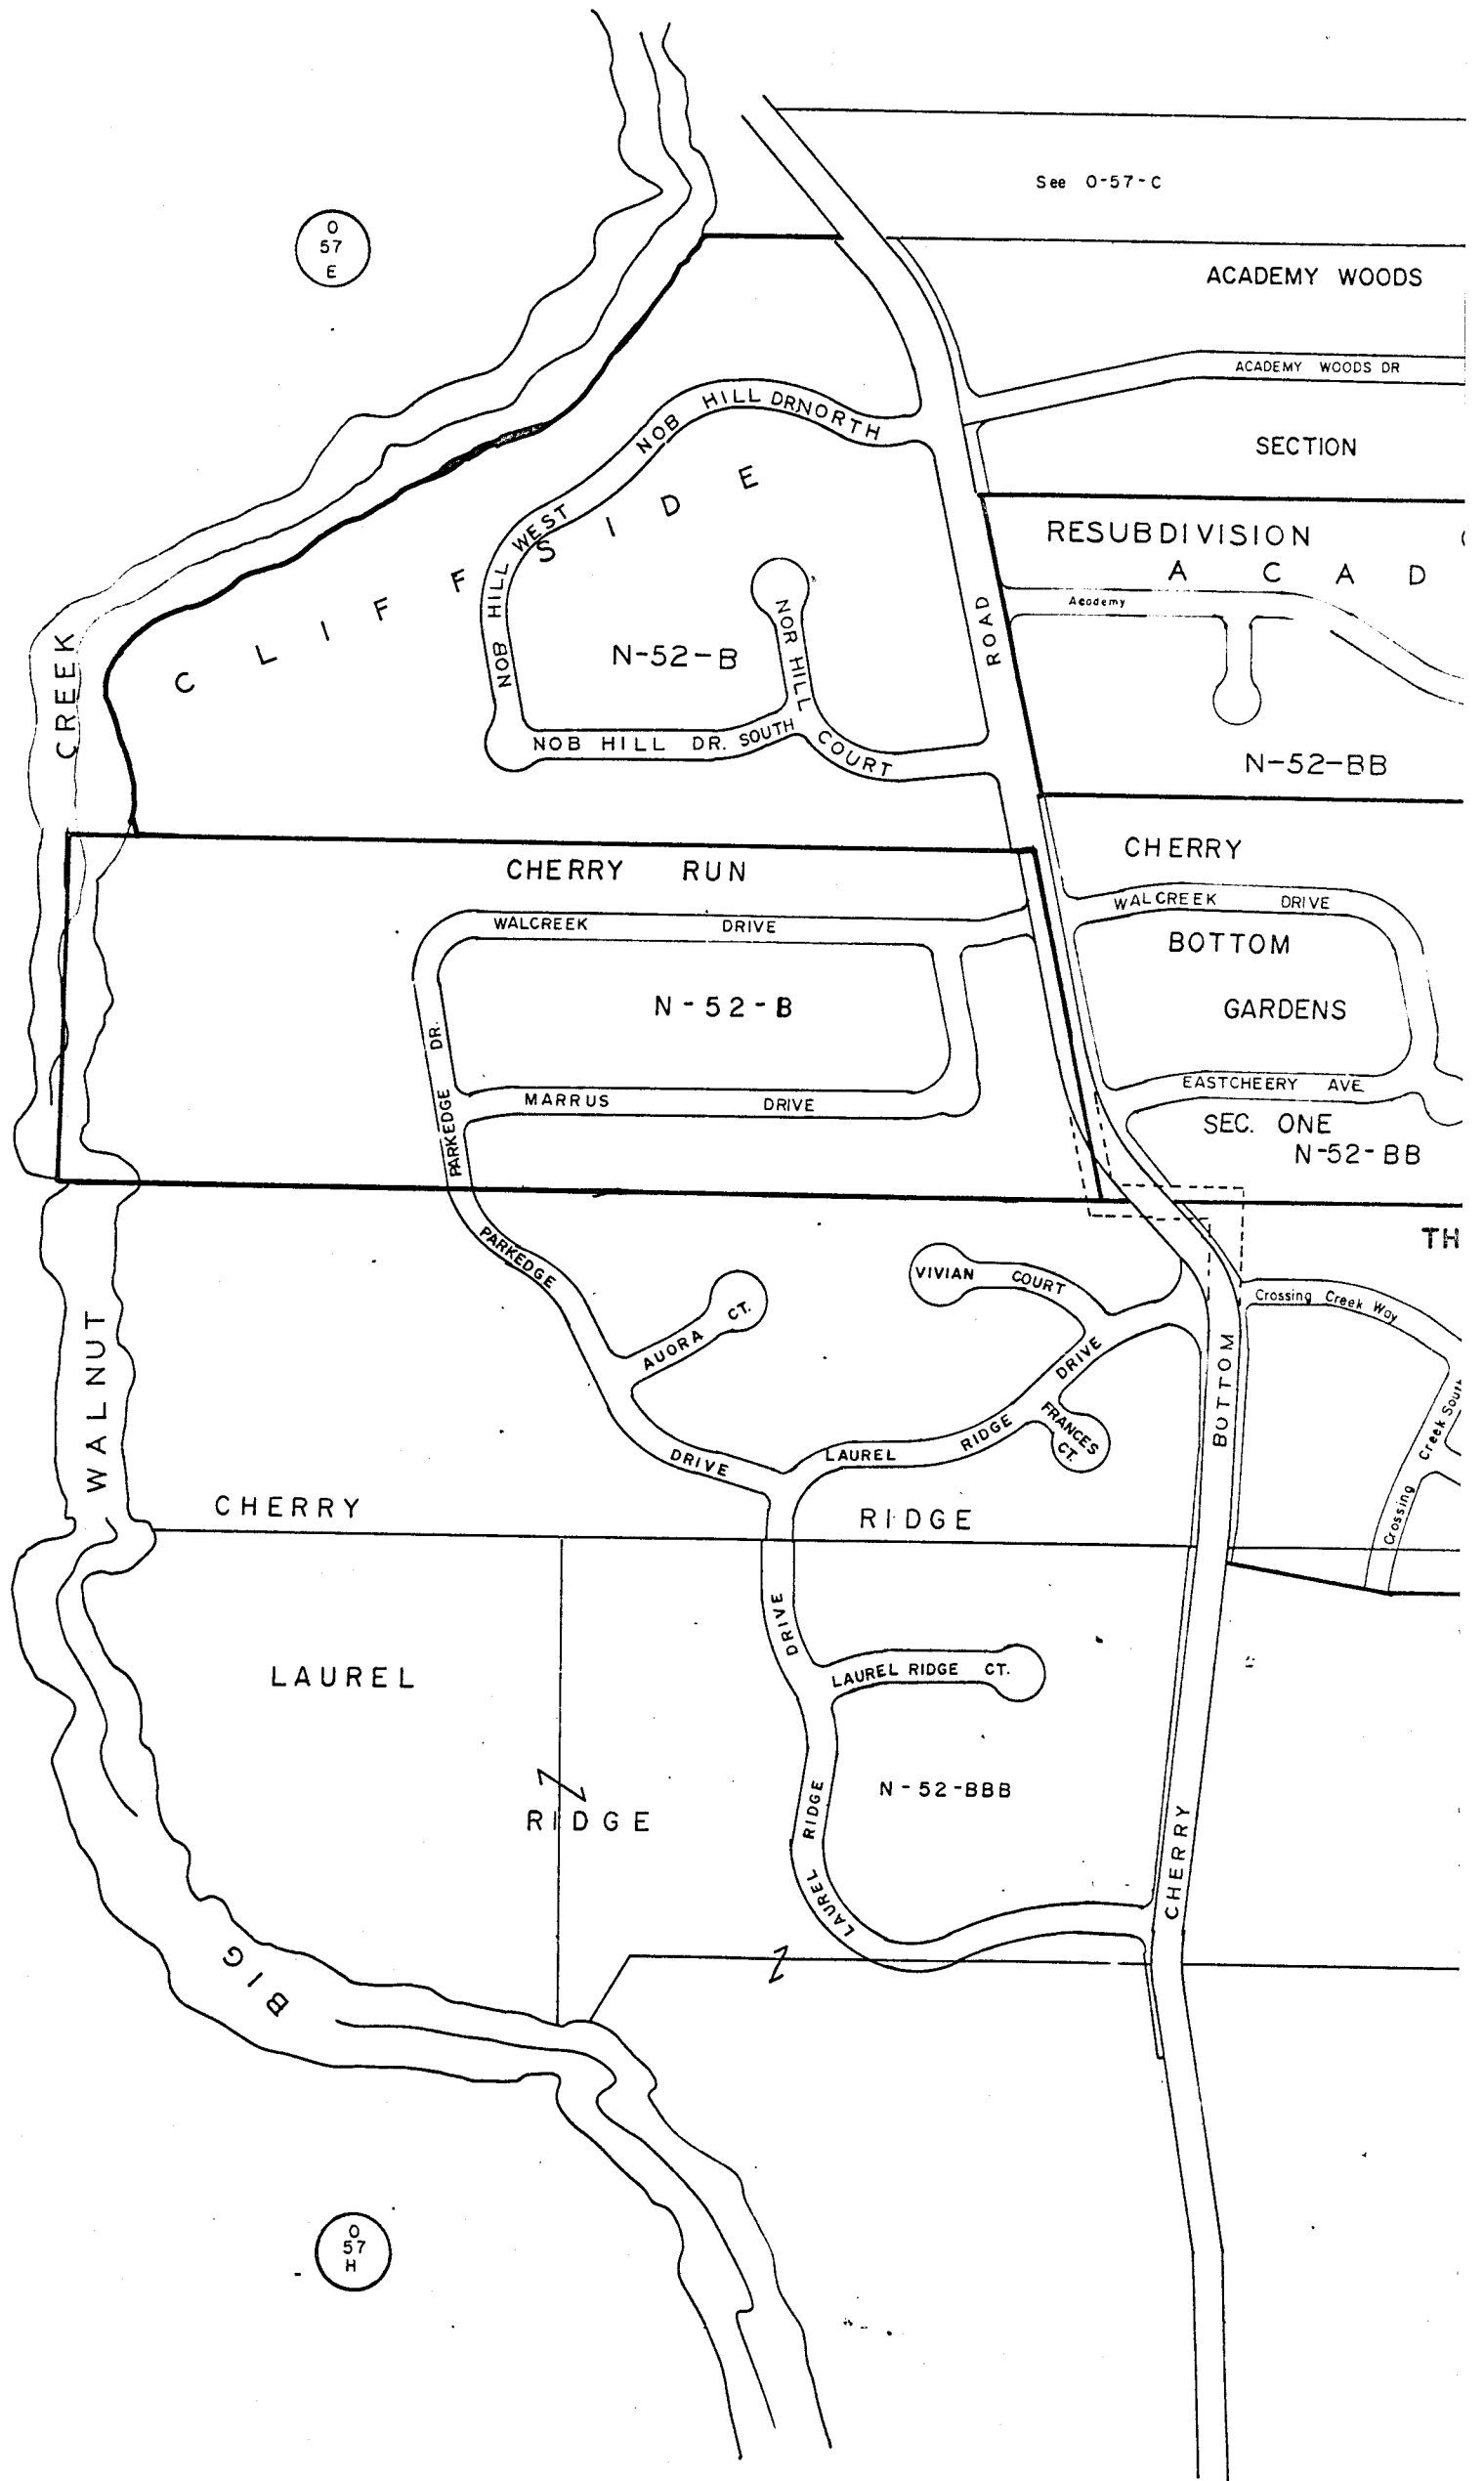 See O-57-C
O
57
E
ACADEMY WOODS
ACADEMY WOODS DR
SECTION
NOB HILL DR NORTH
NOB HILL WEST
CLIFFSIDE
RESUBDIVISION
ACAD
Academy
N-52-B
NOR HILL COURT
NOB HILL DR. SOUTH
ROAD
N-52-BB
CREEK
CHERRY RUN
WALCREEK DRIVE
N-52-B
PARKEDGE DR.
MARRUS DRIVE
CHERRY
WALCREEK DRIVE
BOTTOM
GARDENS
EASTCHEERY AVE
SEC. ONE
N-52-BB
TH
PARKEDGE
AUORA CT.
VIVIAN COURT
Crossing Creek Way
DRIVE
LAUREL RIDGE DRIVE
FRANCES
CT.
BOTTOM
Crossing Creek South
WALNUT
CHERRY RIDGE
LAUREL
RIDGE
DRIVE
LAUREL RIDGE CT.
N-52-BBB
LAUREL RIDGE
CHERRY
BIG
O
57
H